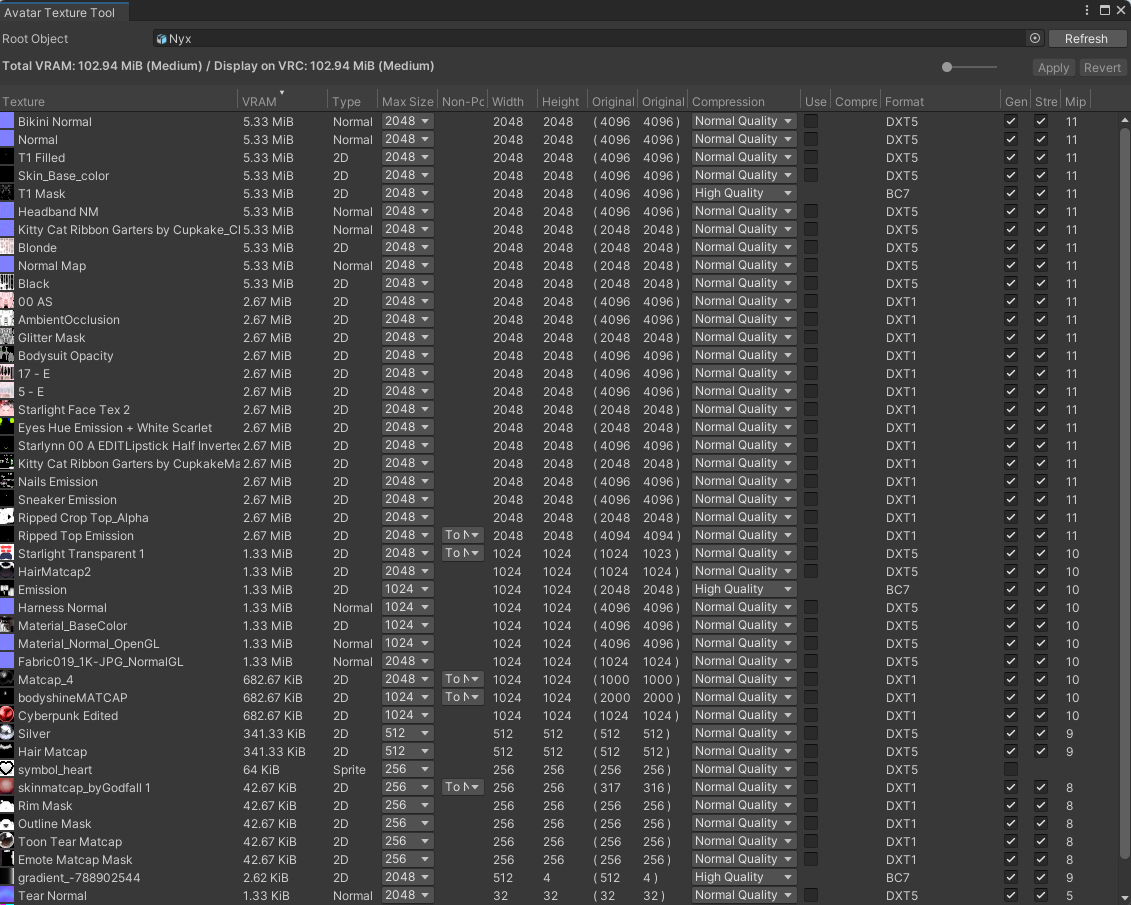 Avatar Texture Tool
Root Object Nyx Refresh
Total VRAM: 102.94 MiB (Medium) / Display on VRC: 102.94 MiB (Medium) Apply Revert
Texture VRAM Type Max Size Non-Po Width Height Original Original Compression Use Compre Format Gen Stre Mip
Bikini Normal 5.33 MiB Normal 2048 2048 2048 ( 4096 4096 ) Normal Quality DXT5 11
Normal 5.33 MiB Normal 2048 2048 2048 ( 4096 4096 ) Normal Quality DXT5 11
T1 Filled 5.33 MiB 2D 2048 2048 2048 ( 4096 4096 ) Normal Quality DXT5 11
Skin_Base_color 5.33 MiB 2D 2048 2048 2048 ( 4096 4096 ) Normal Quality DXT5 11
T1 Mask 5.33 MiB 2D 2048 2048 2048 ( 4096 4096 ) High Quality BC7 11
Headband NM 5.33 MiB Normal 2048 2048 2048 ( 4096 4096 ) Normal Quality DXT5 11
Kitty Cat Ribbon Garters by Cupkake_Cl 5.33 MiB Normal 2048 2048 2048 ( 2048 2048 ) Normal Quality DXT5 11
Blonde 5.33 MiB 2D 2048 2048 2048 ( 4096 4096 ) Normal Quality DXT5 11
Normal Map 5.33 MiB Normal 2048 2048 2048 ( 2048 2048 ) Normal Quality DXT5 11
Black 5.33 MiB 2D 2048 2048 2048 ( 2048 2048 ) Normal Quality DXT5 11
00 AS 2.67 MiB 2D 2048 2048 2048 ( 4096 4096 ) Normal Quality DXT1 11
AmbientOcclusion 2.67 MiB 2D 2048 2048 2048 ( 4096 4096 ) Normal Quality DXT1 11
Glitter Mask 2.67 MiB 2D 2048 2048 2048 ( 2048 2048 ) Normal Quality DXT1 11
Bodysuit Opacity 2.67 MiB 2D 2048 2048 2048 ( 4096 4096 ) Normal Quality DXT1 11
17 - E 2.67 MiB 2D 2048 2048 2048 ( 4096 4096 ) Normal Quality DXT1 11
5 - E 2.67 MiB 2D 2048 2048 2048 ( 4096 4096 ) Normal Quality DXT1 11
Starlight Face Tex 2 2.67 MiB 2D 2048 2048 2048 ( 2048 2048 ) Normal Quality DXT1 11
Eyes Hue Emission + White Scarlet 2.67 MiB 2D 2048 2048 2048 ( 2048 2048 ) Normal Quality DXT1 11
Starlynn 00 A EDITLipstick Half Inverted 2.67 MiB 2D 2048 2048 2048 ( 4096 4096 ) Normal Quality DXT1 11
Kitty Cat Ribbon Garters by CupkakeMa 2.67 MiB 2D 2048 2048 2048 ( 2048 2048 ) Normal Quality DXT1 11
Nails Emission 2.67 MiB 2D 2048 2048 2048 ( 4096 4096 ) Normal Quality DXT1 11
Sneaker Emission 2.67 MiB 2D 2048 2048 2048 ( 4096 4096 ) Normal Quality DXT1 11
Ripped Crop Top_Alpha 2.67 MiB 2D 2048 2048 2048 ( 2048 2048 ) Normal Quality DXT1 11
Ripped Top Emission 2.67 MiB 2D 2048 To N 2048 2048 ( 4094 4094 ) Normal Quality DXT1 11
Starlight Transparent 1 1.33 MiB 2D 2048 To N 1024 1024 ( 1024 1023 ) Normal Quality DXT5 10
HairMatcap2 1.33 MiB 2D 2048 1024 1024 ( 1024 1024 ) Normal Quality DXT5 10
Emission 1.33 MiB 2D 1024 1024 1024 ( 2048 2048 ) High Quality BC7 10
Harness Normal 1.33 MiB Normal 1024 1024 1024 ( 4096 4096 ) Normal Quality DXT5 10
Material_BaseColor 1.33 MiB 2D 1024 1024 1024 ( 4096 4096 ) Normal Quality DXT5 10
Material_Normal_OpenGL 1.33 MiB Normal 1024 1024 1024 ( 4096 4096 ) Normal Quality DXT5 10
Fabric019_1K-JPG_NormalGL 1.33 MiB Normal 2048 1024 1024 ( 1024 1024 ) Normal Quality DXT5 10
Matcap_4 682.67 KiB 2D 2048 To N 1024 1024 ( 1000 1000 ) Normal Quality DXT1 10
bodyshineMATCAP 682.67 KiB 2D 1024 To N 1024 1024 ( 2000 2000 ) Normal Quality DXT1 10
Cyberpunk Edited 682.67 KiB 2D 1024 1024 1024 ( 1024 1024 ) Normal Quality DXT1 10
Silver 341.33 KiB 2D 512 512 512 ( 512 512 ) Normal Quality DXT5 9
Hair Matcap 341.33 KiB 2D 512 512 512 ( 512 512 ) Normal Quality DXT5 9
symbol_heart 64 KiB Sprite 256 256 256 ( 256 256 ) Normal Quality DXT5
skinmatcap_byGodfall 1 42.67 KiB 2D 256 To N 256 256 ( 317 316 ) Normal Quality DXT1 8
Rim Mask 42.67 KiB 2D 256 256 256 ( 256 256 ) Normal Quality DXT1 8
Outline Mask 42.67 KiB 2D 256 256 256 ( 256 256 ) Normal Quality DXT1 8
Toon Tear Matcap 42.67 KiB 2D 256 256 256 ( 256 256 ) Normal Quality DXT1 8
Emote Matcap Mask 42.67 KiB 2D 256 256 256 ( 256 256 ) Normal Quality DXT1 8
gradient_-788902544 2.62 KiB 2D 2048 512 4 ( 512 4 ) High Quality BC7 9
Tear Normal 1.33 KiB Normal 2048 32 32 ( 32 32 ) Normal Quality DXT5 5